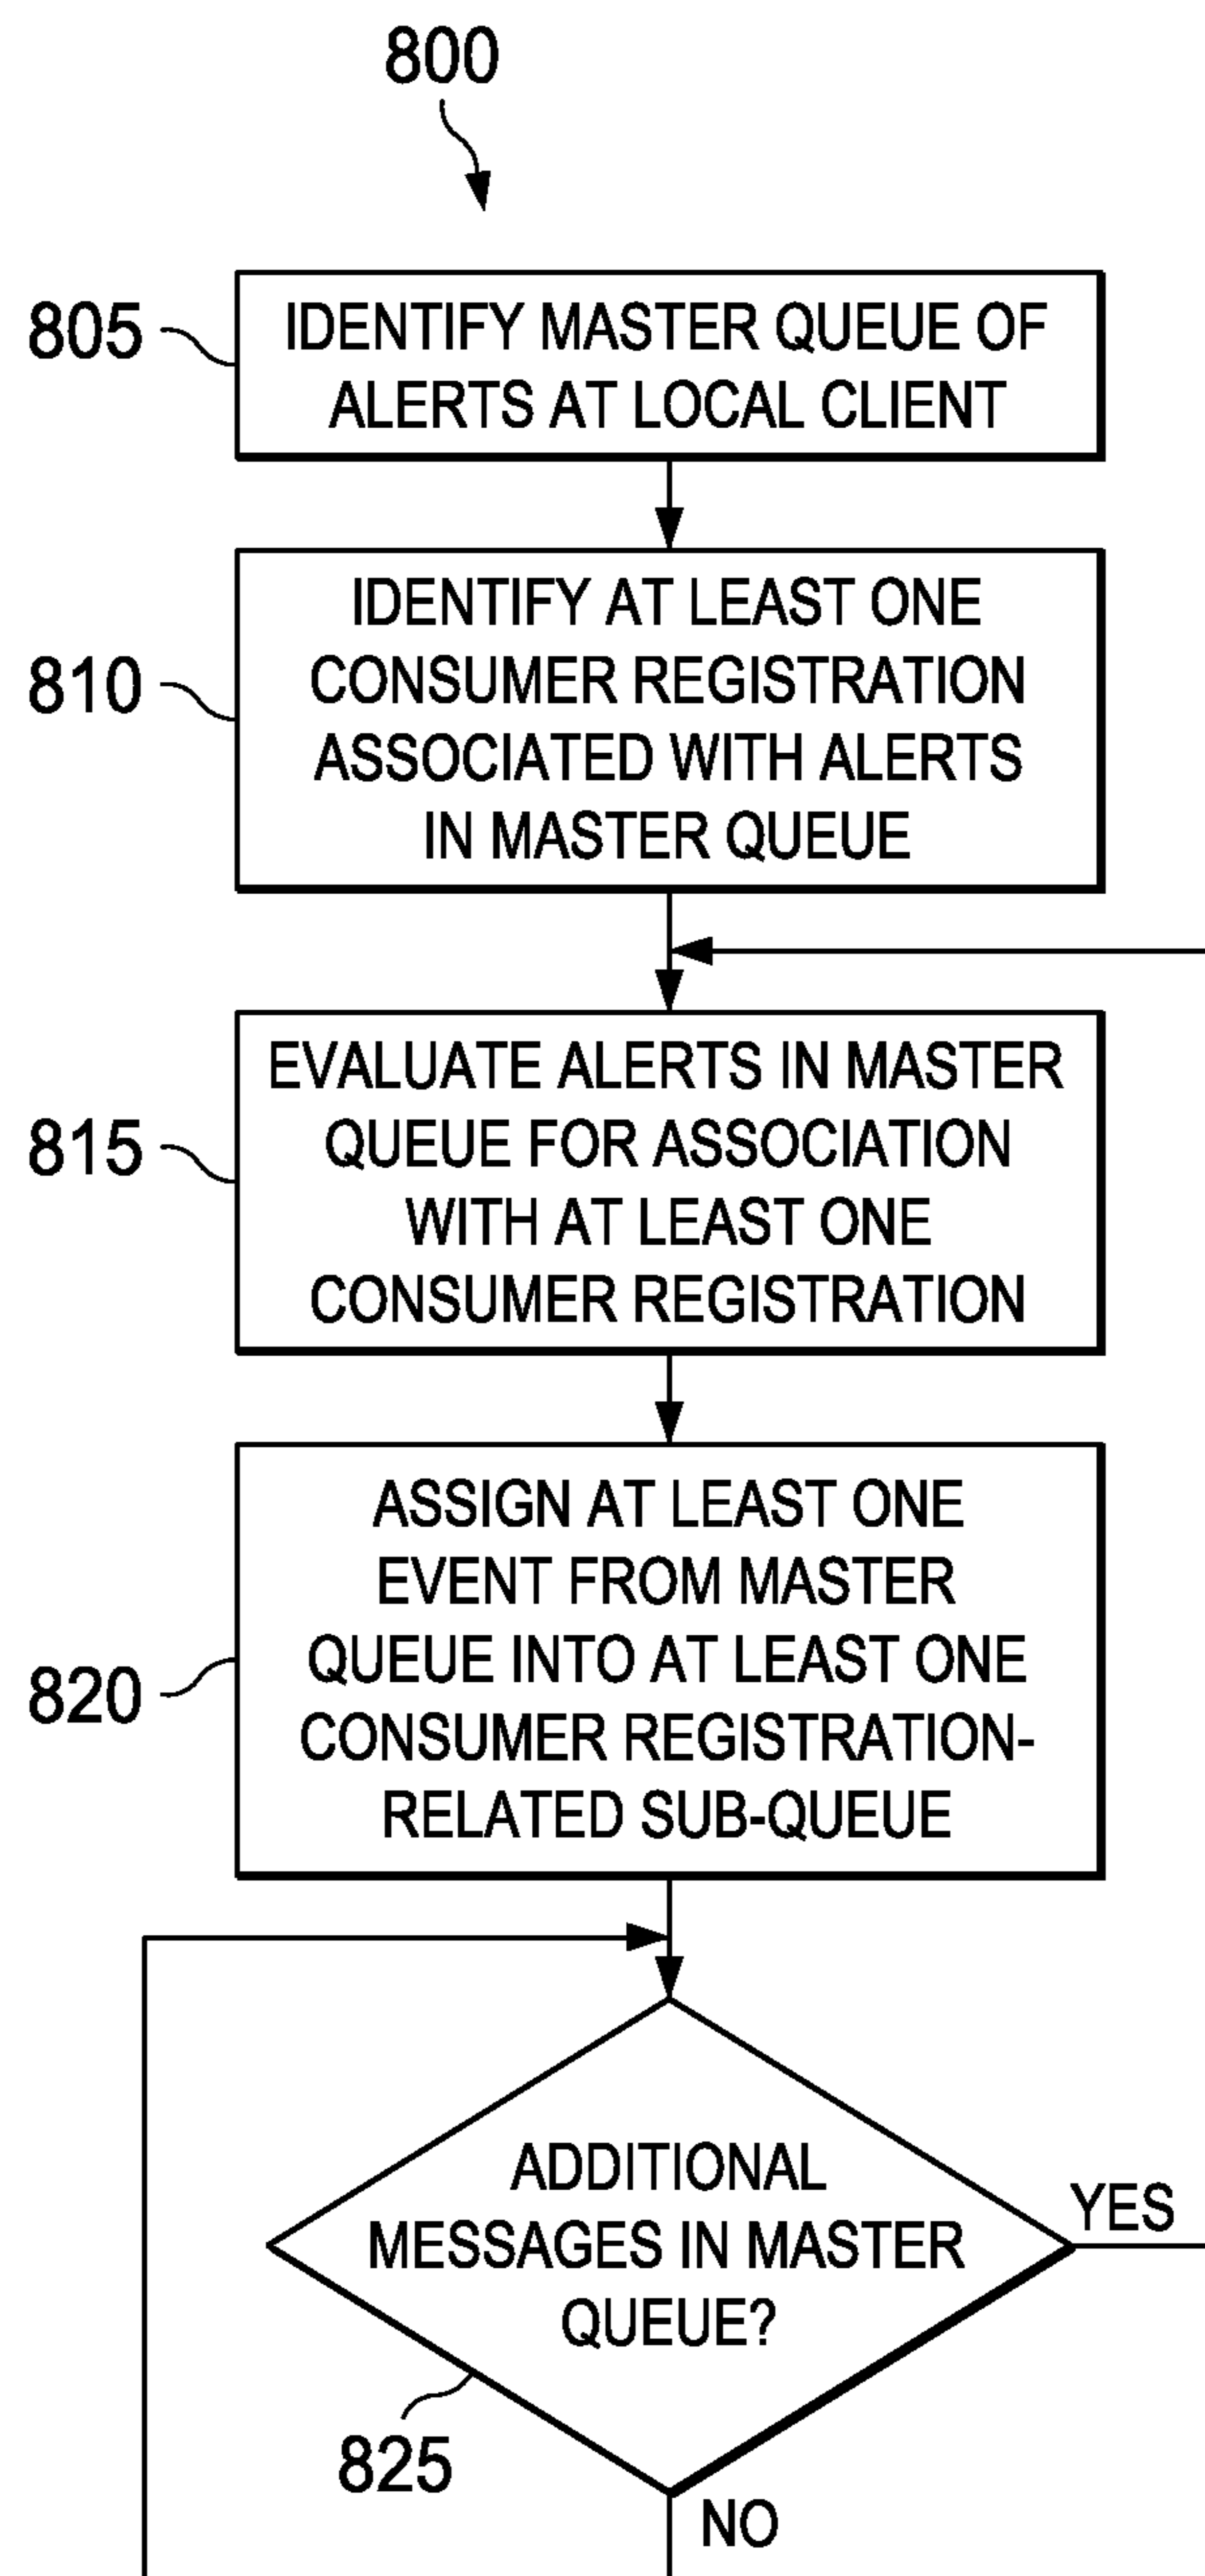 800
805
IDENTIFY MASTER QUEUE OF
ALERTS AT LOCAL CLIENT
810
IDENTIFY AT LEAST ONE
CONSUMER REGISTRATION
ASSOCIATED WITH ALERTS
IN MASTER QUEUE
815
EVALUATE ALERTS IN MASTER
QUEUE FOR ASSOCIATION
WITH AT LEAST ONE
CONSUMER REGISTRATION
820
ASSIGN AT LEAST ONE
EVENT FROM MASTER
QUEUE INTO AT LEAST ONE
CONSUMER REGISTRATION-
RELATED SUB-QUEUE
ADDITIONAL
MESSAGES IN MASTER
QUEUE?
YES
825
NO